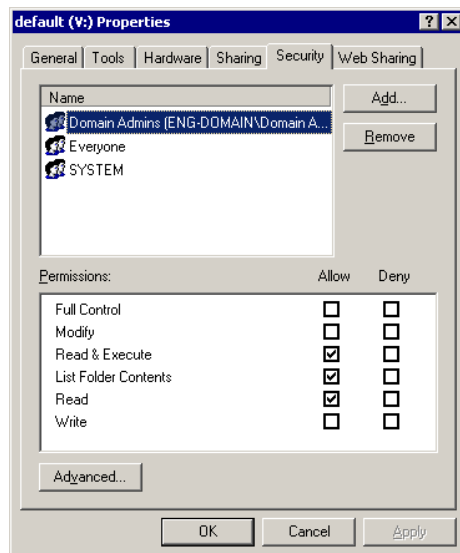 default (V:) Properties
General Tools Hardware Sharing Security Web Sharing
Name
Domain Admins (ENG-DOMAIN\Domain A...
Everyone
SYSTEM
Add...
Remove
Permissions: Allow Deny
Full Control
Modify
Read & Execute
List Folder Contents
Read
Write
Advanced...
OK Cancel Apply